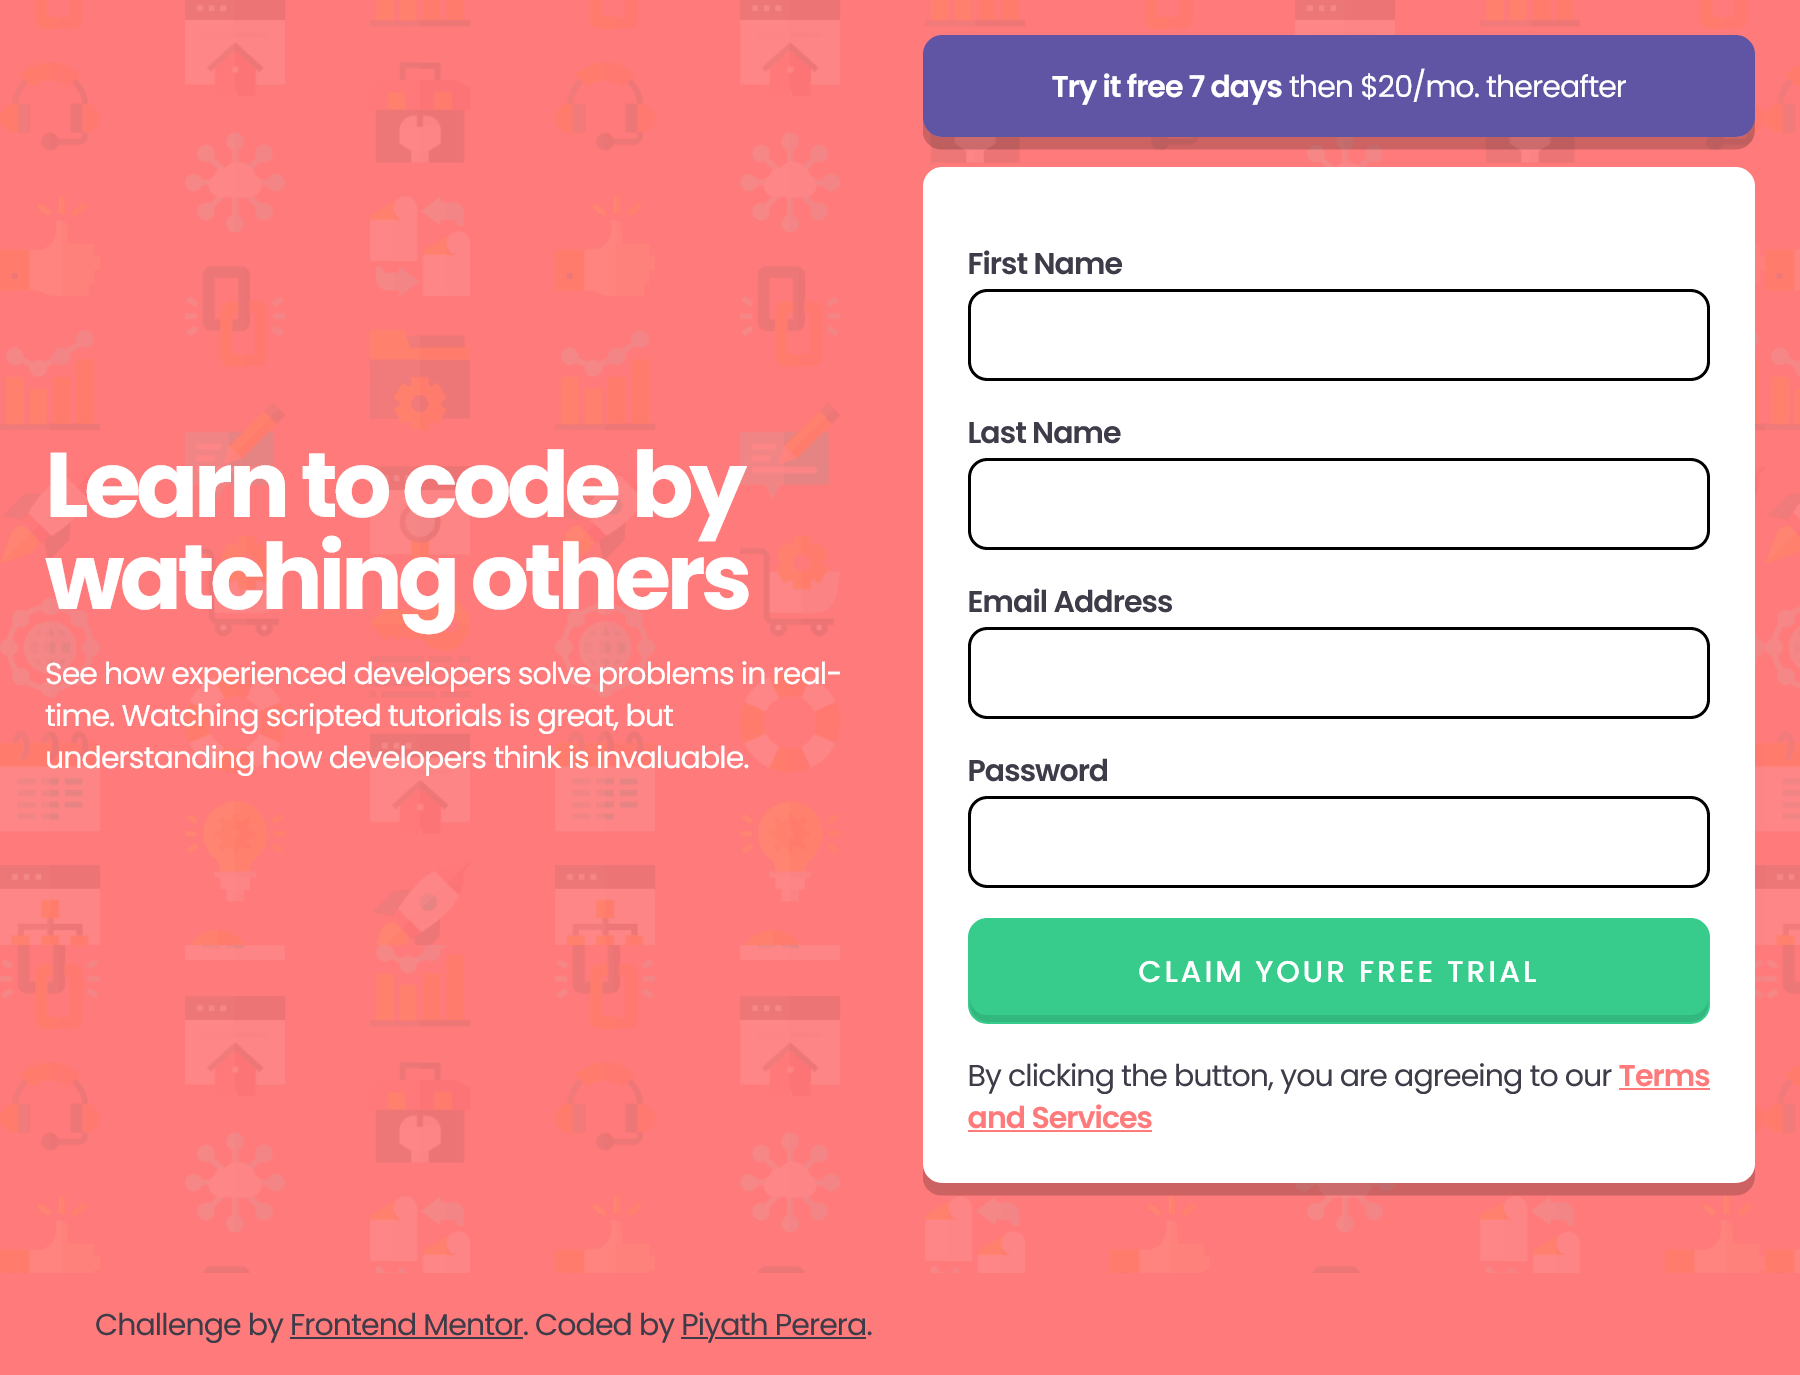 Learn to code by
watching others
See how experienced developers solve problems in real-
time. Watching scripted tutorials is great, but
understanding how developers think is invaluable.
Try it free 7 days then $20/mo. thereafter
First Name
Last Name
Email Address
Password
CLAIM YOUR FREE TRIAL
By clicking the button, you are agreeing to our Terms
and Services
Challenge by Frontend Mentor. Coded by Piyath Perera.